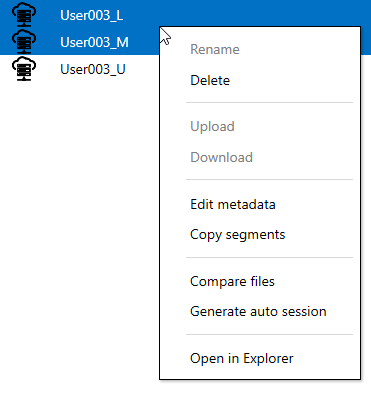 User003_L
User003_M
User003_U
Rename
Delete
Upload
Download
Edit metadata
Copy segments
Compare files
Generate auto session
Open in Explorer